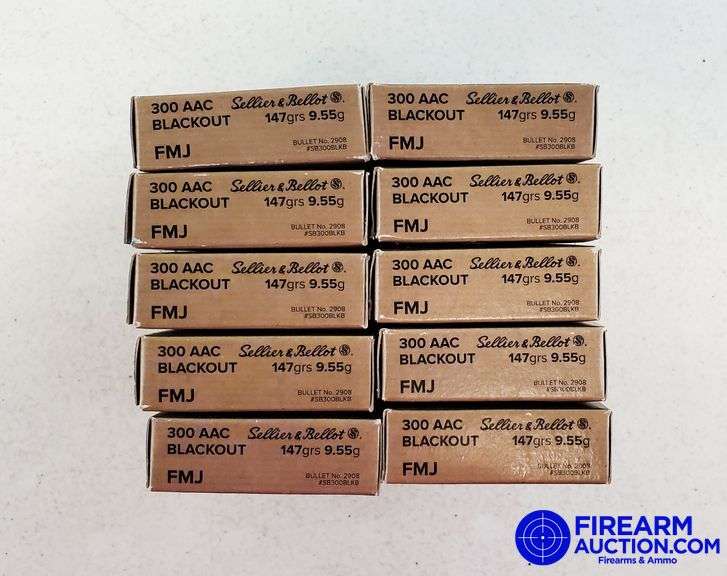 300 AAC Sellier & Bellot S.
BLACKOUT 147grs 9.55g
FMJ BULLET No. 2908
#SB300BLKB
300 AAC Sellier & Bellot S.
BLACKOUT 147grs 9.55g
FMJ BULLET No. 2908
#SB300BLKB
300 AAC Sellier & Bellot S.
BLACKOUT 147grs 9.55g
FMJ BULLET No. 2908
#SB300BLKB
300 AAC Sellier & Bellot S.
BLACKOUT 147grs 9.55g
FMJ BULLET No. 2908
#SB300BLKB
300 AAC Sellier & Bellot S.
BLACKOUT 147grs 9.55g
FMJ BULLET No. 2908
#SB300BLKB
300 AAC Sellier & Bellot S.
BLACKOUT 147grs 9.55g
FMJ BULLET No. 2908
#SB300BLKB
300 AAC Sellier & Bellot S.
BLACKOUT 147grs 9.55g
FMJ BULLET No. 2908
#SB300BLKB
300 AAC Sellier & Bellot S.
BLACKOUT 147grs 9.55g
FMJ BULLET No. 2908
#SB300BLKB
300 AAC Sellier & Bellot S.
BLACKOUT 147grs 9.55g
FMJ BULLET No. 2908
#SB300BLKB
300 AAC Sellier & Bellot S.
BLACKOUT 147grs 9.55g
FMJ BULLET No. 2908
#SB300BLKB
FIREARM
AUCTION.COM
Firearms & Ammo